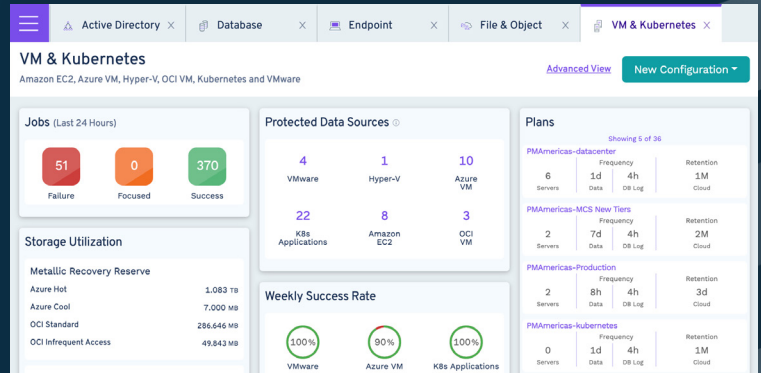 Active Directory X
Database X
Endpoint X
File & Object X
VM & Kubernetes X
VM & Kubernetes
Amazon EC2, Azure VM, Hyper-V, OCI VM, Kubernetes and VMware
Advanced View
New Configuration
Jobs (Last 24 Hours)
51
0
370
Failure
Focused
Success
Storage Utilization
Metallic Recovery Reserve
Azure Hot 1.083 TB
Azure Cool 7.000 MB
OCI Standard 286,646 MB
OCI Infrequent Access 49,843 MB
Protected Data Sources
4
1
10
VMware
Hyper-V
Azure
VM
22
8
3
K8s
Applications
Amazon
EC2
OCI
VM
Weekly Success Rate
100%
90%
100%
VMware
Azure VM
K8s Applications
Plans
Showing 5 of 36
PMAmericas-datacenter
Frequency Retention
6 1d 4h 1M
Servers Data DB Log Cloud
PMAmericas-MCS New Tiers
Frequency Retention
2 7d 4h 2M
Servers Data DB Log Cloud
PMAmericas-Production
Frequency Retention
2 8h 4h 3d
Servers Data DB Log Cloud
PMAmericas-kubernetes
Frequency Retention
0 1d 4h 1M
Servers Data DB Log Cloud